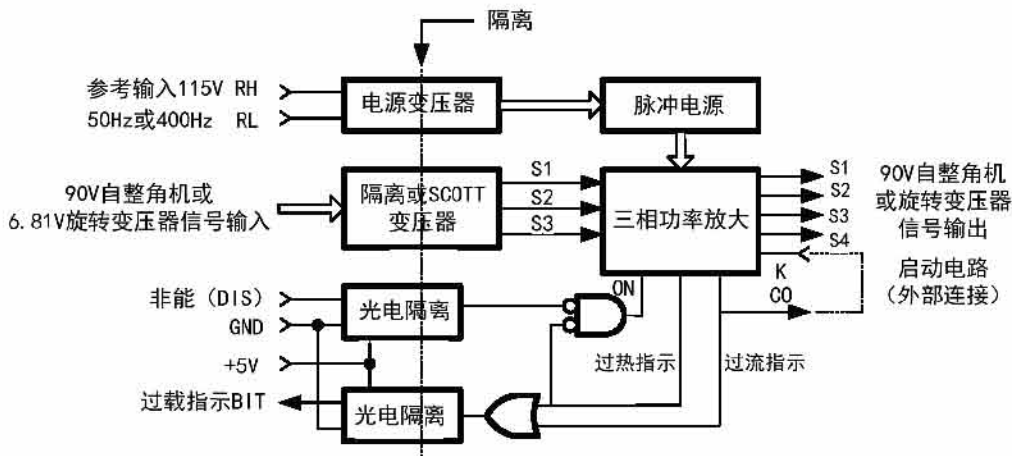 隔离
参考输入115V RH
50Hz或400Hz RL
电源变压器
脉冲电源
90V自整角机或
6.81V旋转变压器信号输入
隔离或SCOTT
变压器
S1
S2
S3
三相功率放大
S1
S2
S3
S4
90V自整角机
或旋转变压器
信号输出
K
CO
启动电路
（外部连接）
非能（DIS）
GND
+5V
过载指示BIT
光电隔离
光电隔离
ON
过热指示
过流指示